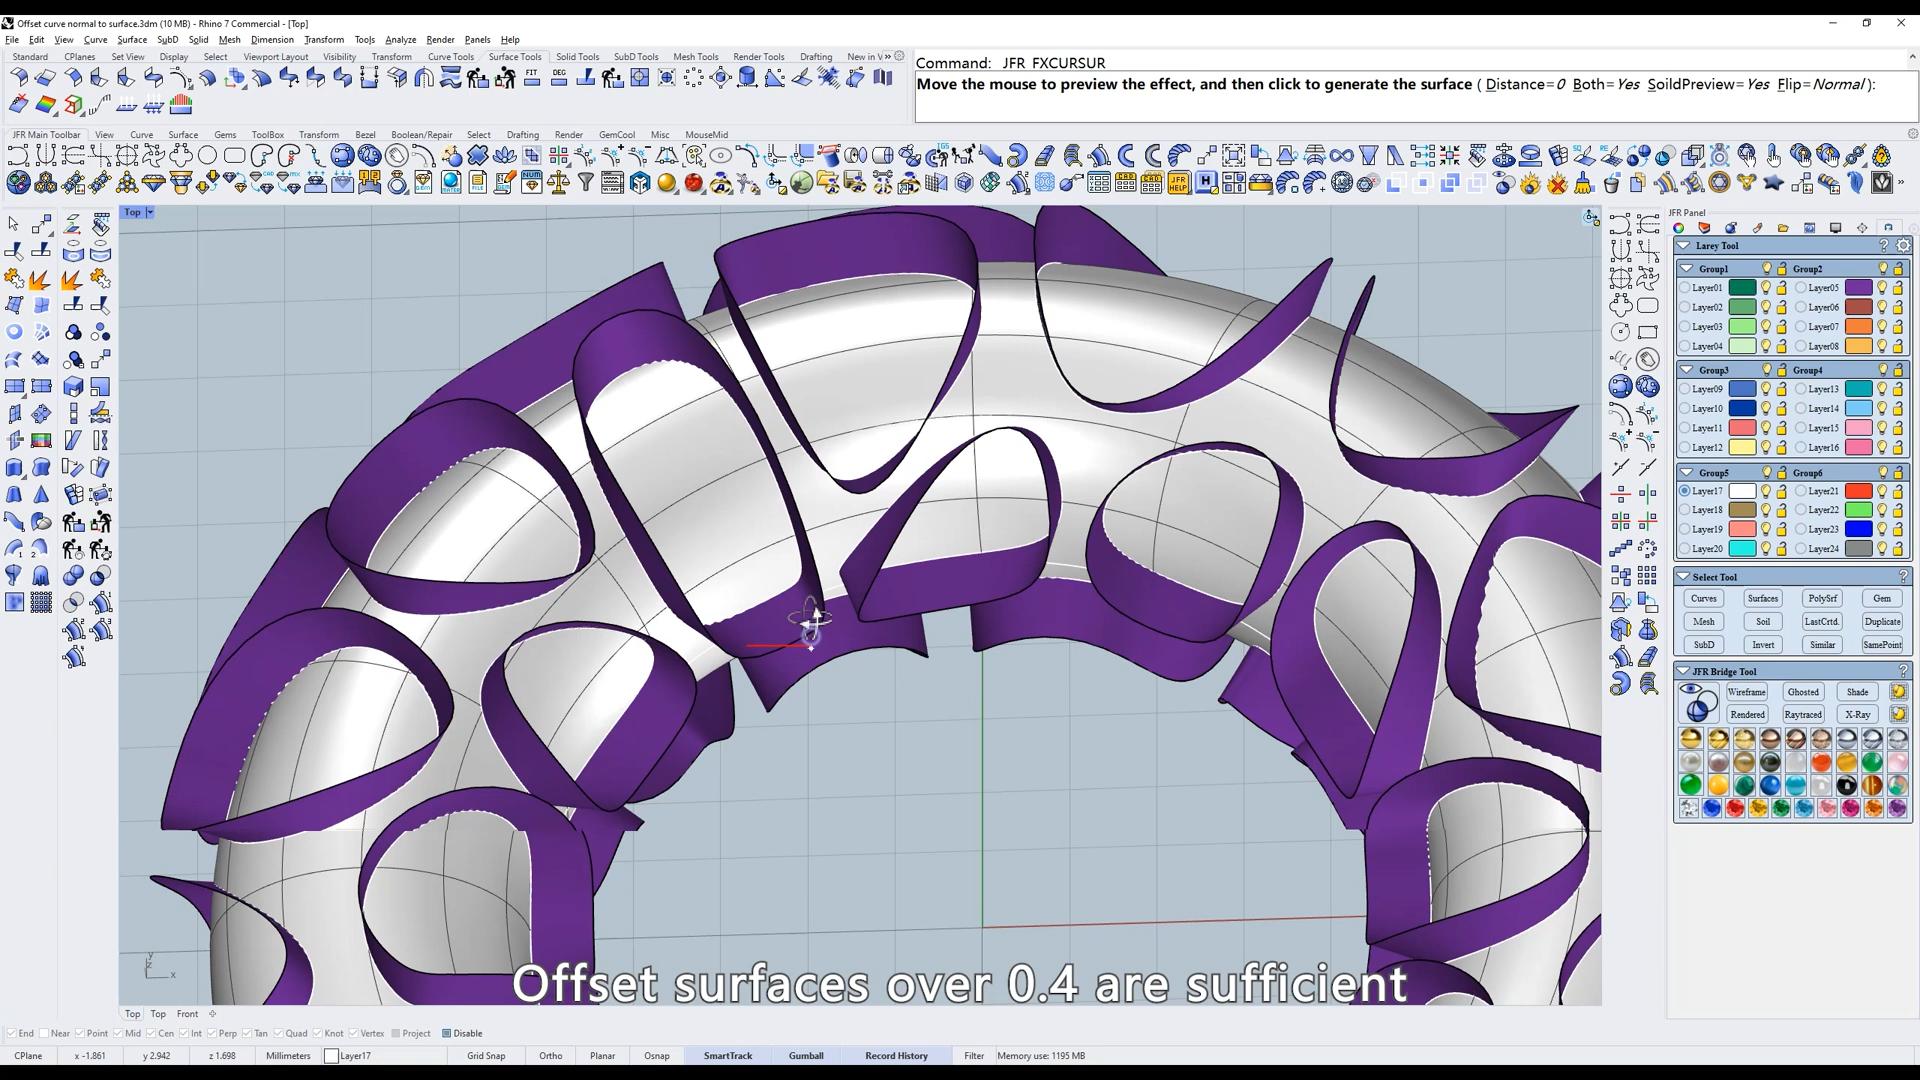 Offset curve normal to surface.3dm (10 MB) - Rhino 7 Commercial - [Top]
File Edit View Curve Surface SubD Solid Mesh Dimension Transform Tools Analyze Render Panels Help
Standard CPlanes Set View Display Select Viewport Layout Visibility Transform Curve Tools Surface Tools Solid Tools SubD Tools Mesh Tools Render Tools Drafting New in V
Command: JFR_FXCURSUR
Move the mouse to preview the effect, and then click to generate the surface ( Distance=0 Both=Yes SoildPreview=Yes Flip=Normal ):
JFR Main Toolbar View Curve Surface Gems ToolBox Transform Bezel Boolean/Repair Select Drafting Render GemCool Misc MouseMid
Top
JFR Panel
Larey Tool
Group1 Group2
Layer01 Layer05
Layer02 Layer06
Layer03 Layer07
Layer04 Layer08
Group3 Group4
Layer09 Layer13
Layer10 Layer14
Layer11 Layer15
Layer12 Layer16
Group5 Group6
Layer17 Layer21
Layer18 Layer22
Layer19 Layer23
Layer20 Layer24
Select Tool
Curves Surfaces PolySrf Gem
Mesh Soil LastCrtd. Duplicate
SubD Invert Similar SamePoint
JFR Bridge Tool
Wireframe Ghosted Shade
Rendered Raytraced X-Ray
y
z
x
Offset surfaces over 0.4 are sufficient
Top Top Front
End Near Point Mid Cen Int Perp Tan Quad Knot Vertex Project Disable
CPlane x -1.861 y 2.942 z 1.698 Millimeters Layer17 Grid Snap Ortho Planar Osnap SmartTrack Gumball Record History Filter Memory use: 1195 MB